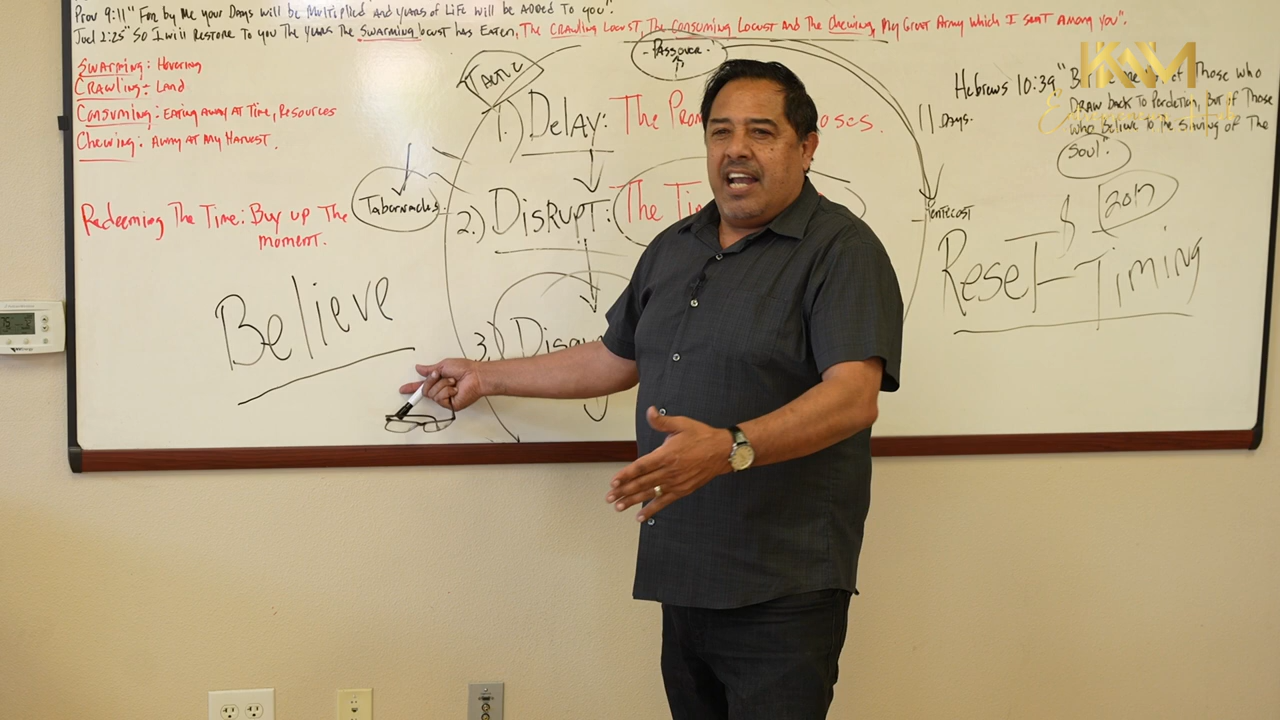 Prov 9:11 "For by me your Days will be Multiplied and years of Life will be added to you".
Joel 2:25 "So I will Restore to you The years The Swarming locust has Eaten, The Crawling Locust, The Consuming Locust and The Chewing, My Great Army which I sent Among you".
Swarming: Hovering
Crawling: Land
Consuming: Eating away at Time, Resources
Chewing: Away at My Harvest.
Redeeming The Time: Buy up The
moment.
Believe
Tabernacles
Tactic
Passover
1.) Delay: The
2.) Disrupt: The
3.)
11 Days.
Pentecost
Hebrews 10:39 "But Those who
Draw back to Perdition, But of Those
who Believe To The Saving of The
Soul".
$ 2017
Reset-Timing
KNM